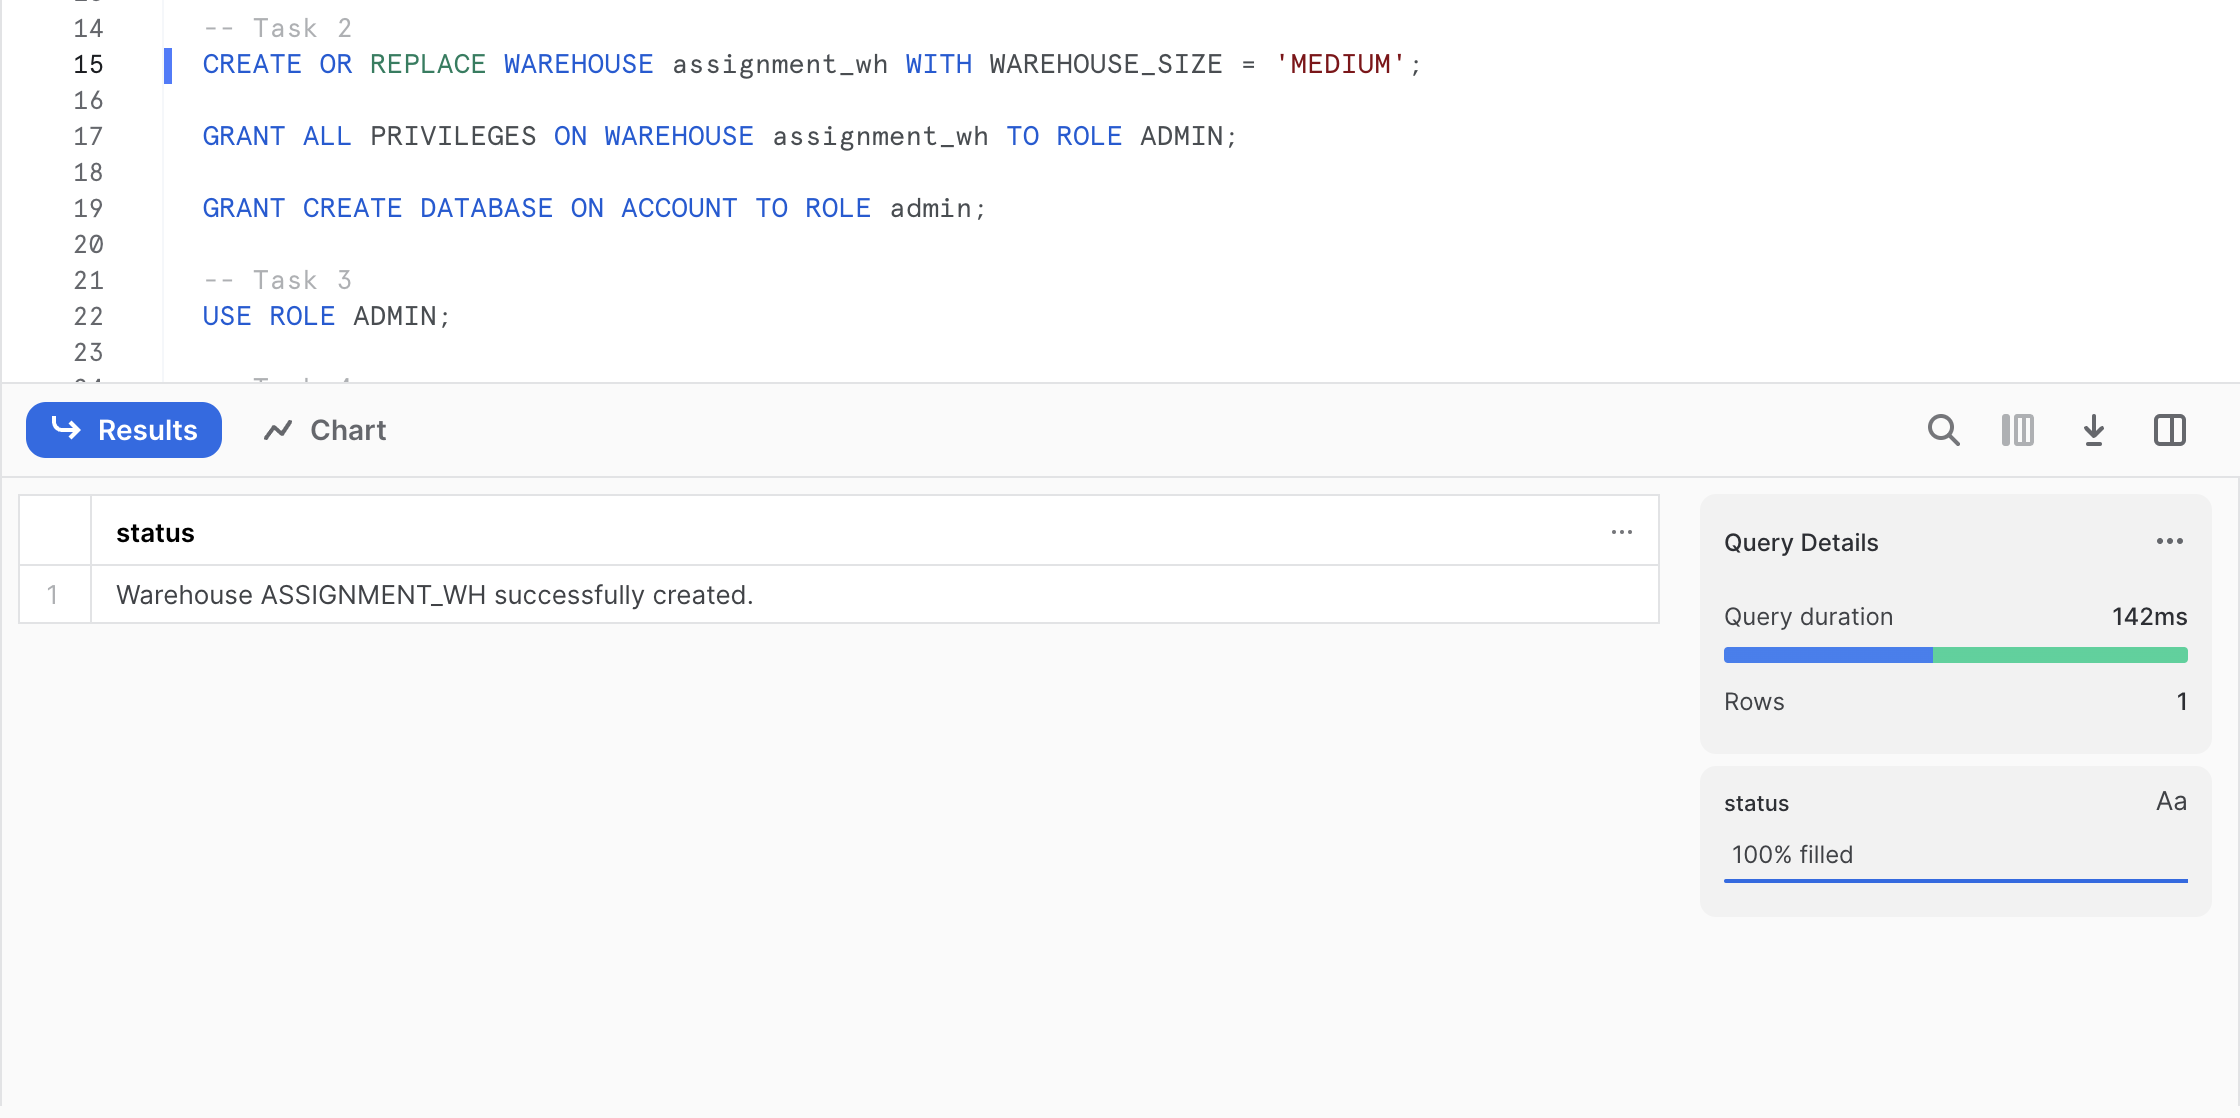 14 -- Task 2
15 CREATE OR REPLACE WAREHOUSE assignment_wh WITH WAREHOUSE_SIZE = 'MEDIUM';
16
17 GRANT ALL PRIVILEGES ON WAREHOUSE assignment_wh TO ROLE ADMIN;
18
19 GRANT CREATE DATABASE ON ACCOUNT TO ROLE admin;
20
21 -- Task 3
22 USE ROLE ADMIN;
23
Results Chart
status
1 Warehouse ASSIGNMENT_WH successfully created.
Query Details
Query duration 142ms
Rows 1
status Aa
100% filled